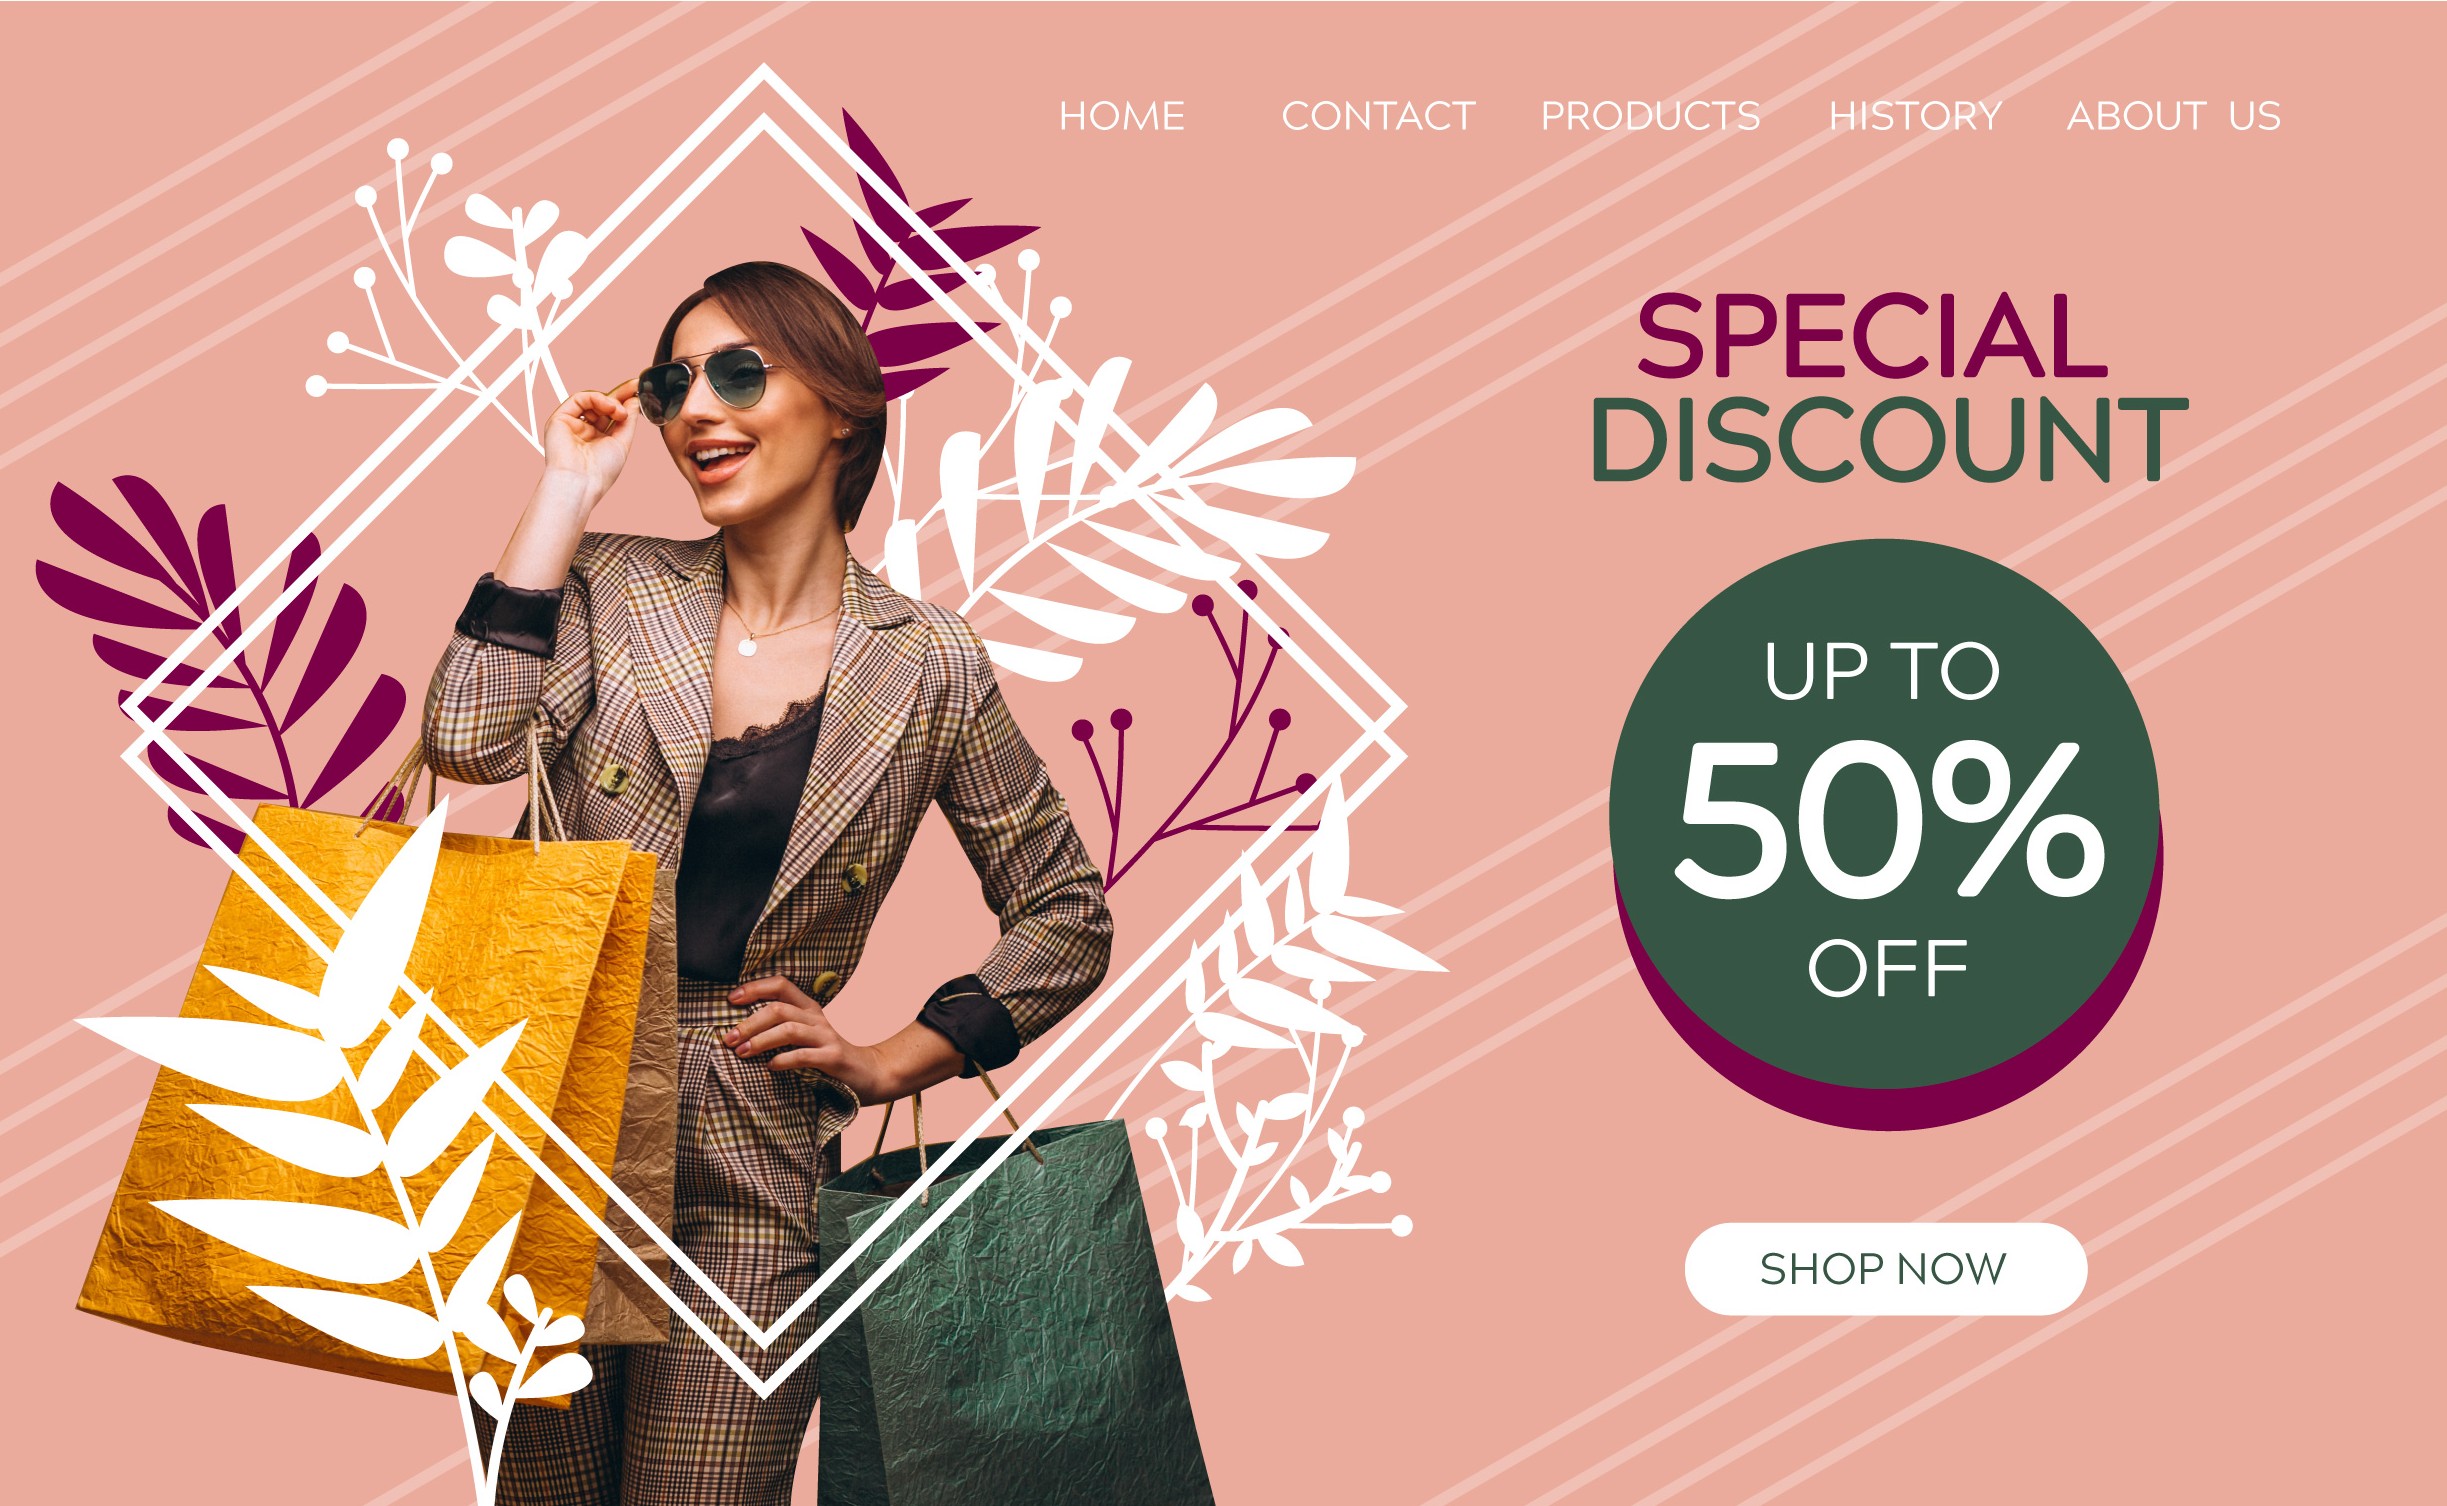 HOME CONTACT PRODUCTS HISTORY ABOUT US
SPECIAL
DISCOUNT
UP TO
50%
OFF
SHOP NOW